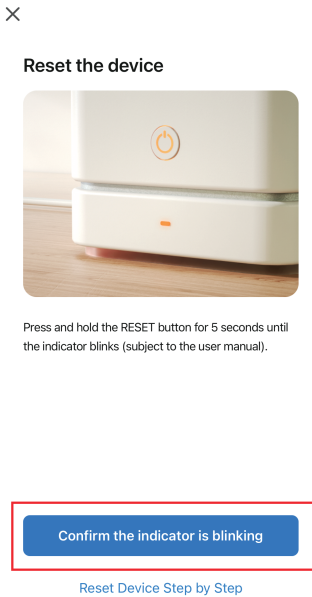 Reset the device
Press and hold the RESET button for 5 seconds until
the indicator blinks (subject to the user manual).
Confirm the indicator is blinking
Reset Device Step by Step